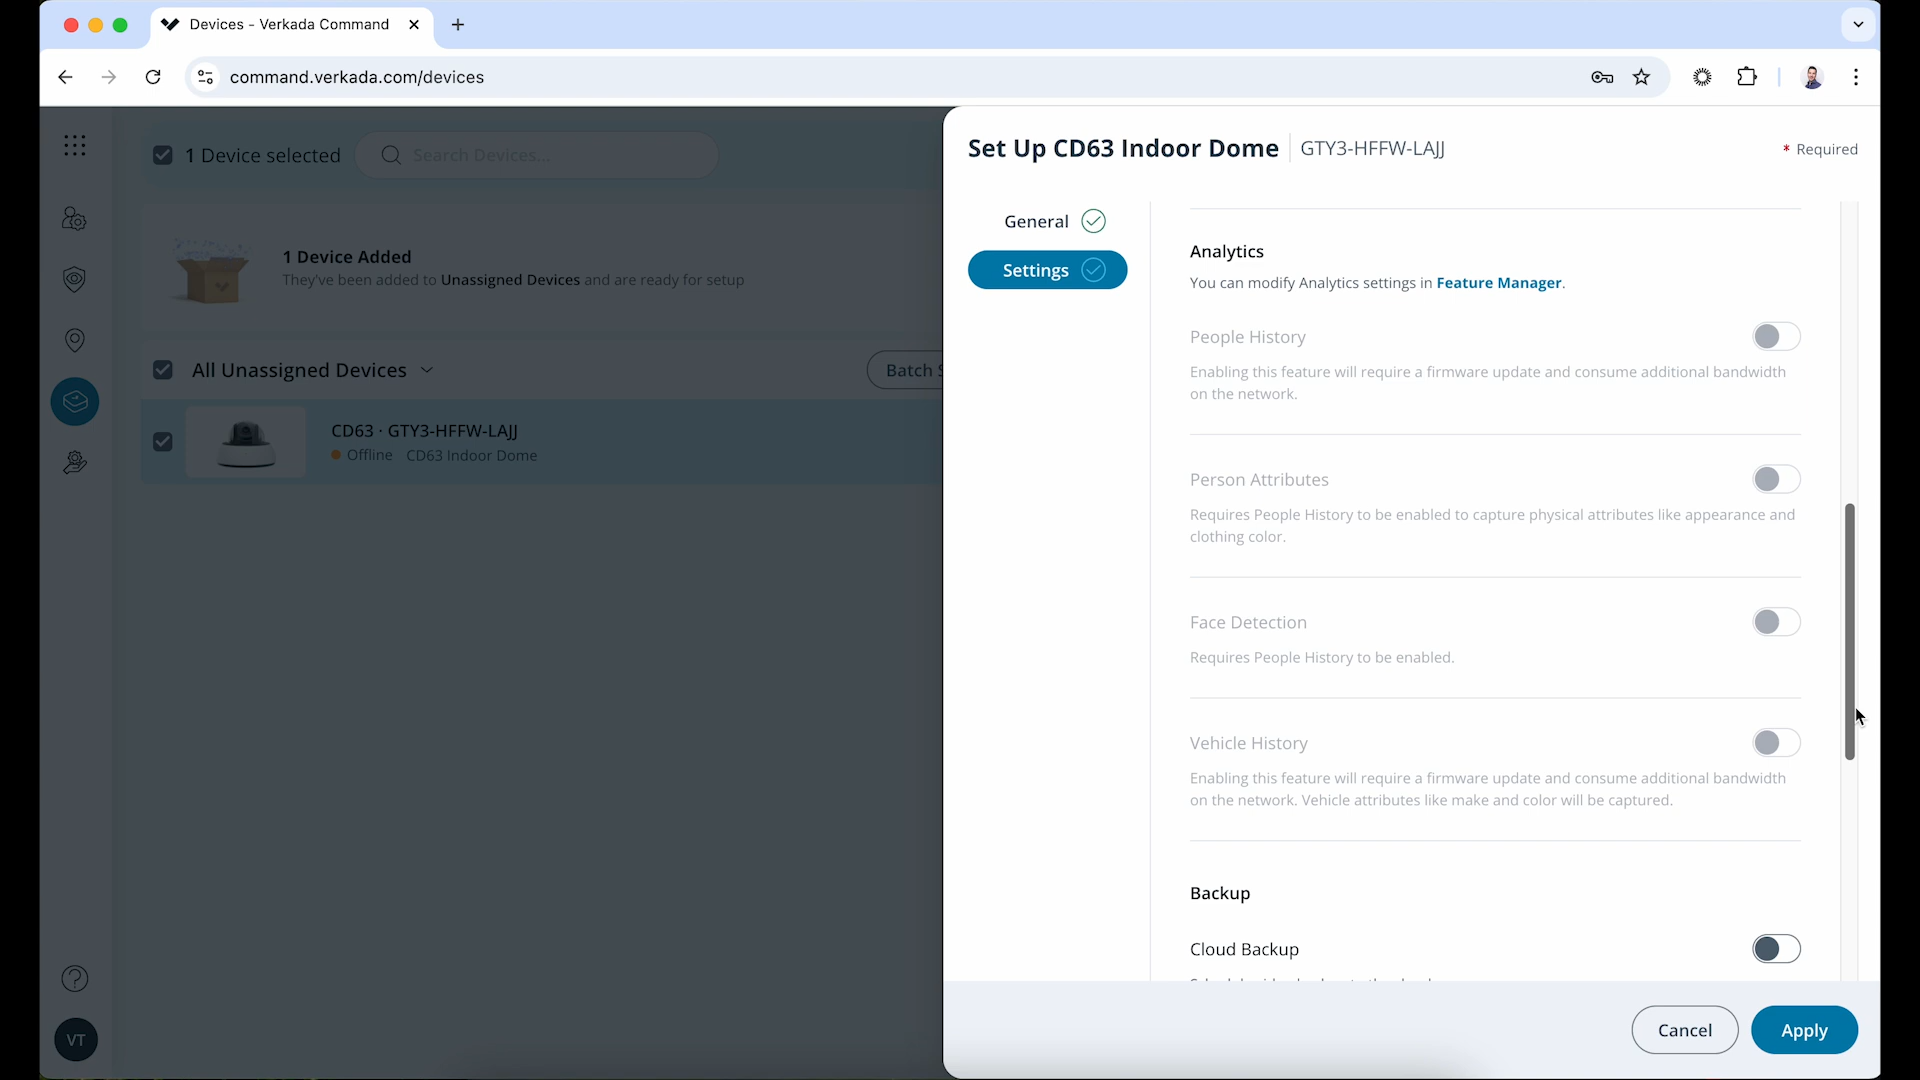 Devices - Verkada Command
command.verkada.com/devices
1 Device selected
Search Devices...
1 Device Added
They've been added to Unassigned Devices and are ready for setup
All Unassigned Devices
Batch
CD63 · GTY3-HFFW-LAJJ
Offline CD63 Indoor Dome
VT
Set Up CD63 Indoor Dome GTY3-HFFW-LAJJ
* Required
General
Settings
Analytics
You can modify Analytics settings in Feature Manager.
People History
Enabling this feature will require a firmware update and consume additional bandwidth
on the network.
Person Attributes
Requires People History to be enabled to capture physical attributes like appearance and
clothing color.
Face Detection
Requires People History to be enabled.
Vehicle History
Enabling this feature will require a firmware update and consume additional bandwidth
on the network. Vehicle attributes like make and color will be captured.
Backup
Cloud Backup
Cancel
Apply